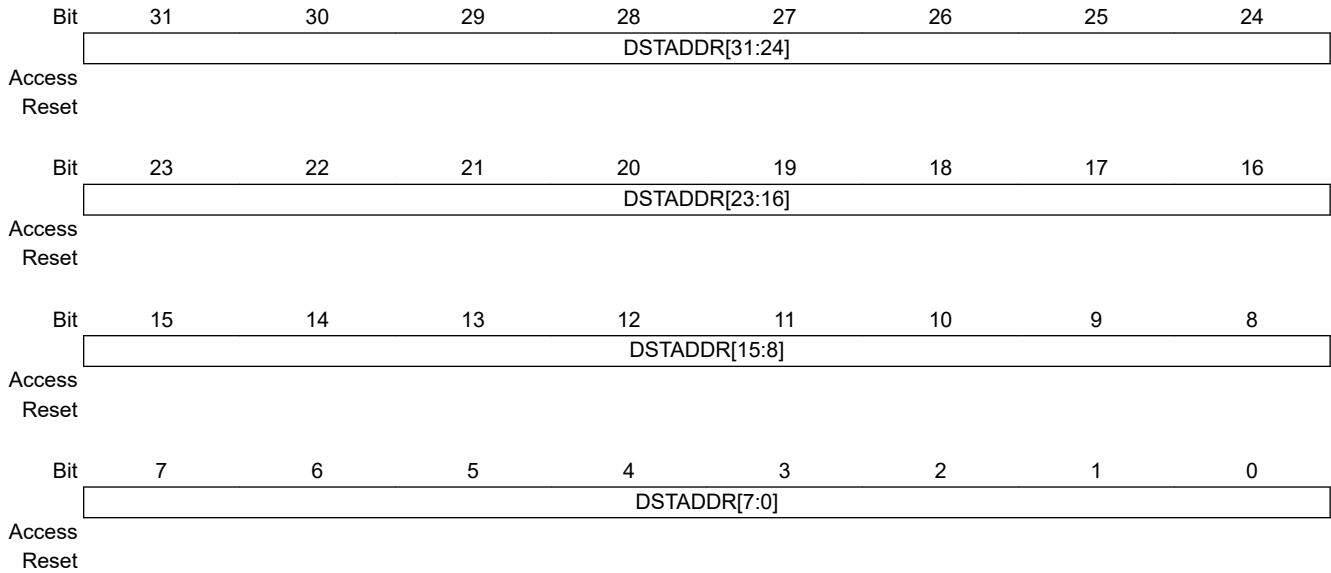 Bit 31 30 29 28 27 26 25 24
DSTADDR[31:24]
Access
Reset
Bit 23 22 21 20 19 18 17 16
DSTADDR[23:16]
Access
Reset
Bit 15 14 13 12 11 10 9 8
DSTADDR[15:8]
Access
Reset
Bit 7 6 5 4 3 2 1 0
DSTADDR[7:0]
Access
Reset